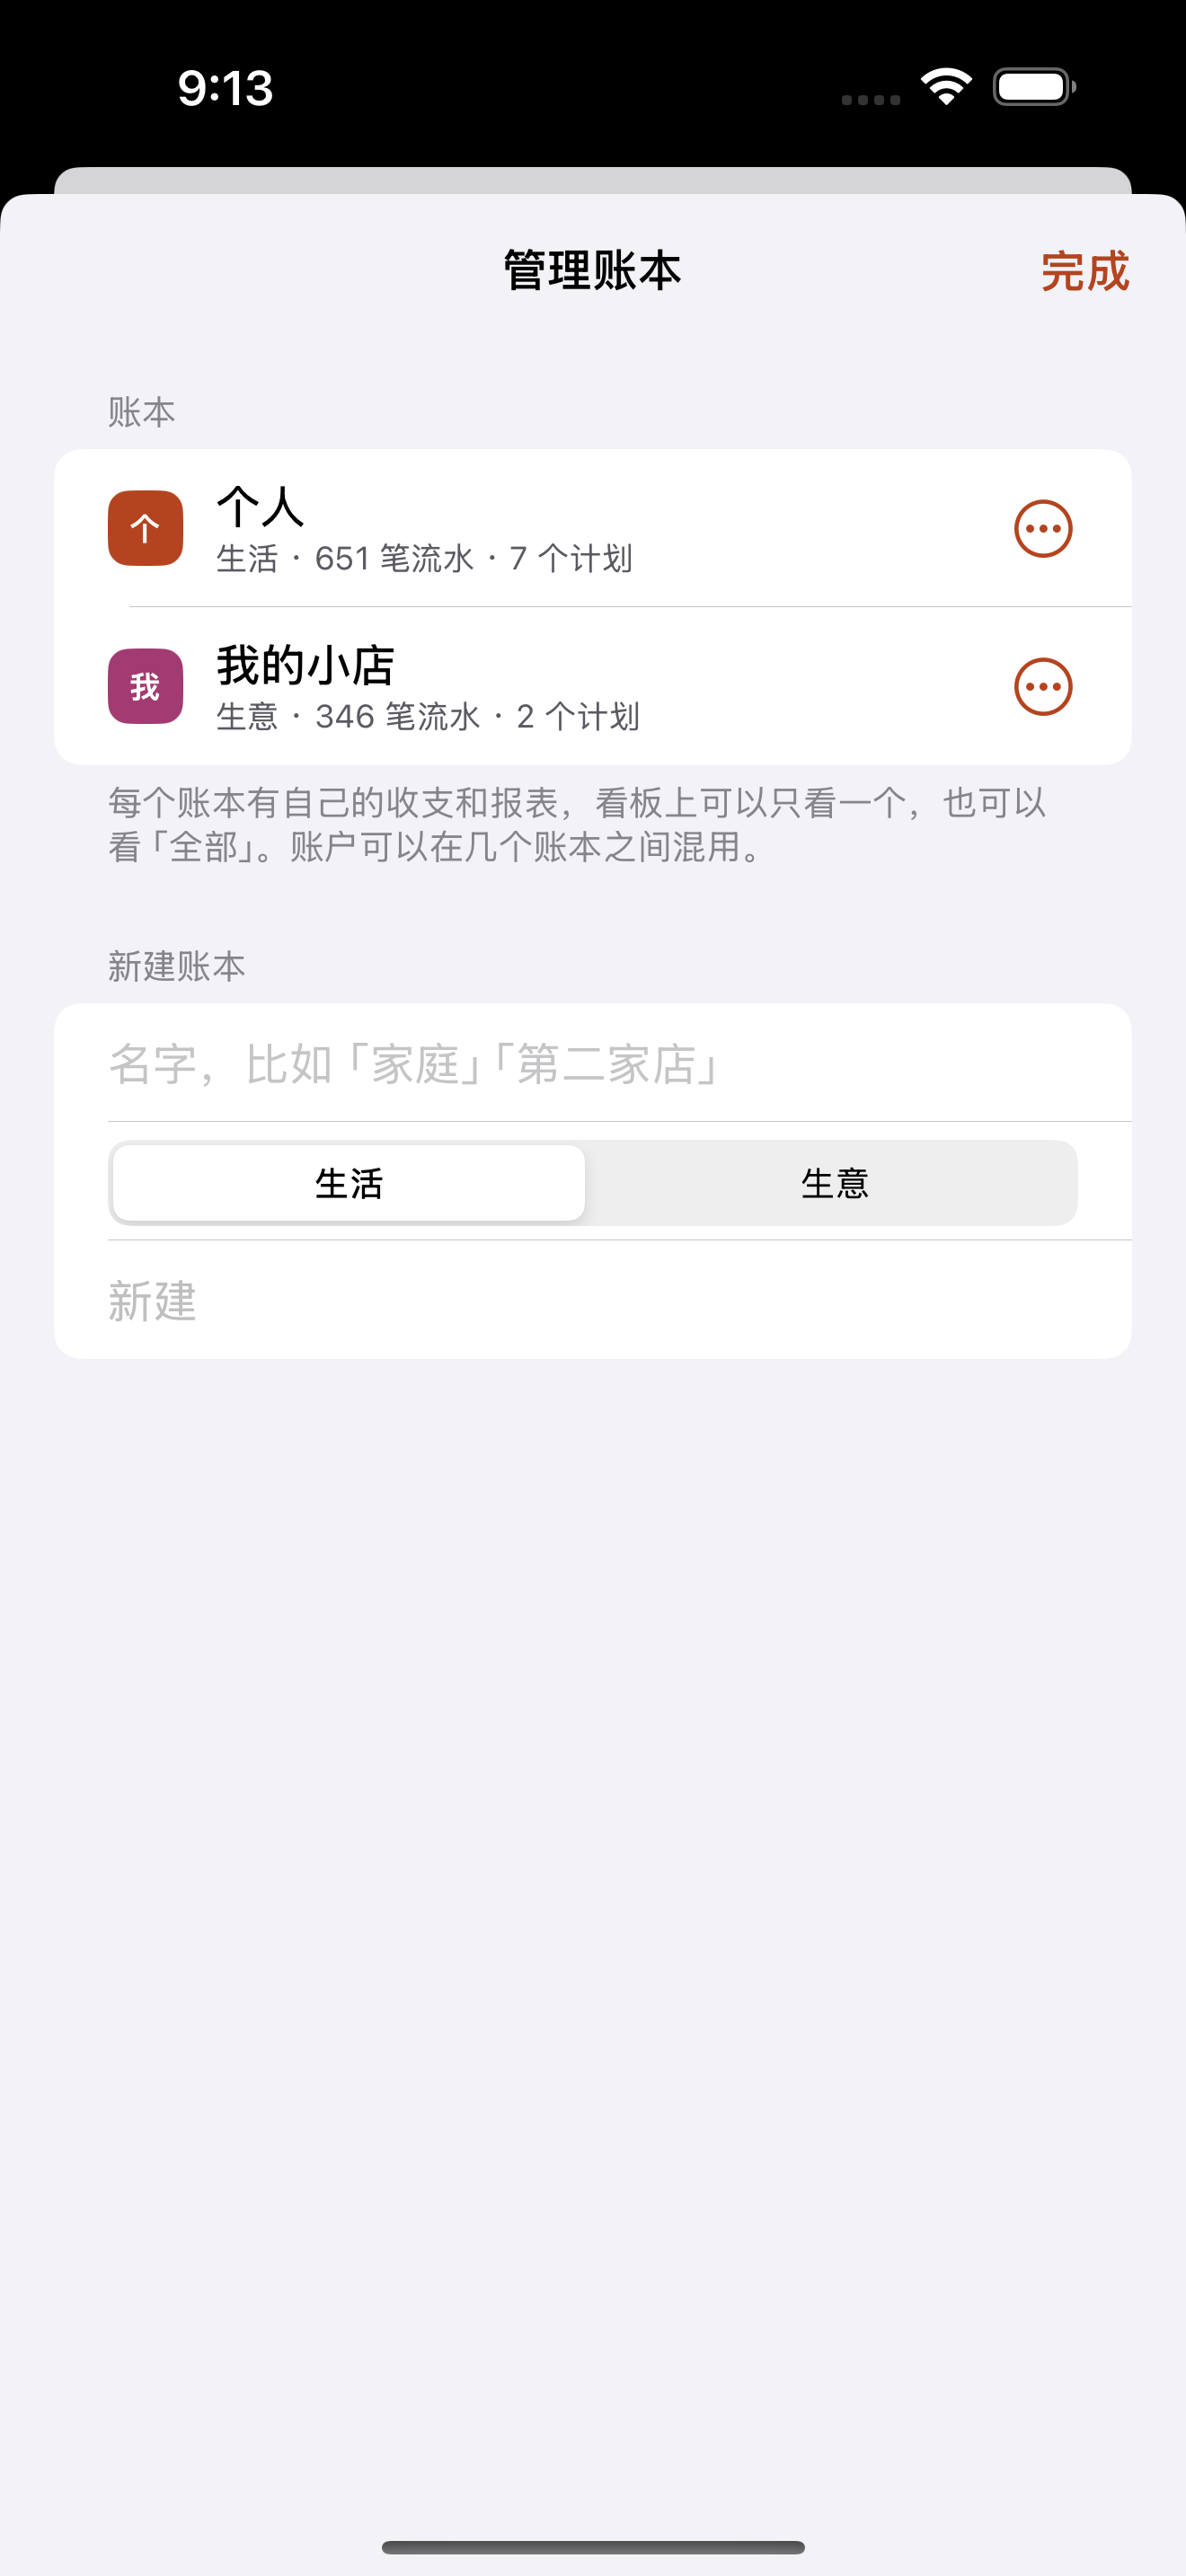 9:13
管理账本
完成
账本
个
个人
生活 · 651 笔流水 · 7 个计划
我
我的小店
生意 · 346 笔流水 · 2 个计划
每个账本有自己的收支和报表，看板上可以只看一个，也可以
看「全部」。账户可以在几个账本之间混用。
新建账本
名字，比如「家庭」「第二家店」
生活
生意
新建